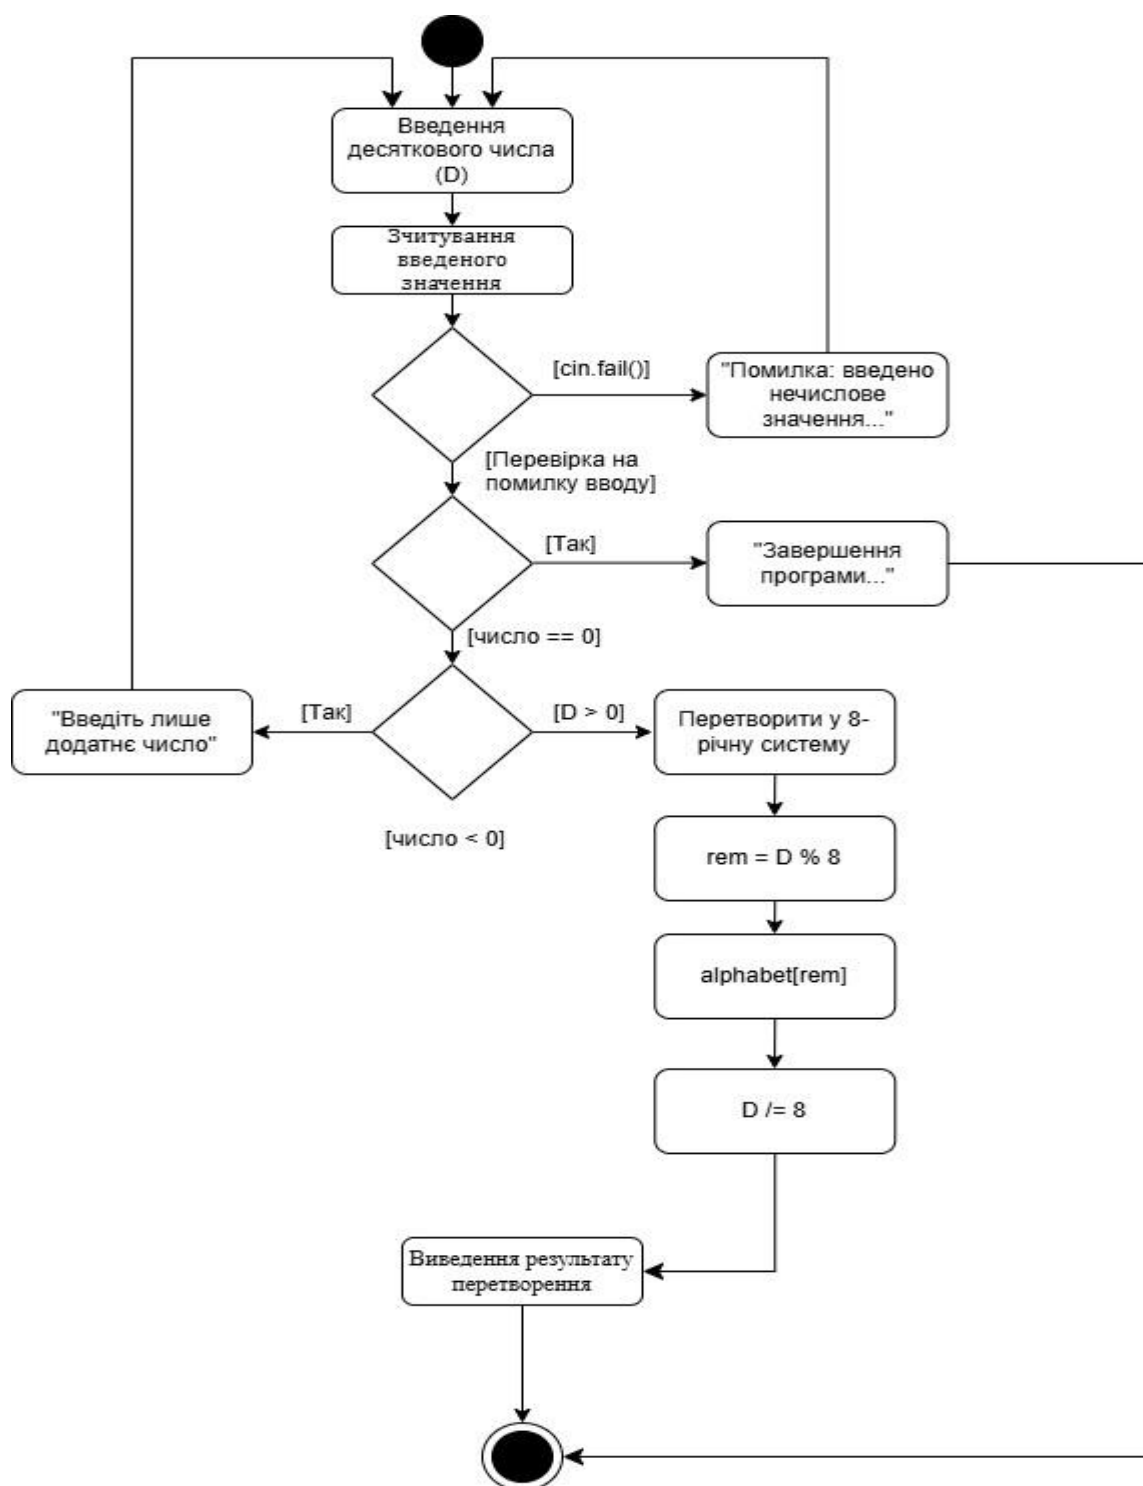 Введення
десяткового числа
(D)
Зчитування
введеного
значення
[cin.fail()]
"Помилка: введено
нечислове
значення..."
[Перевірка на
помилку вводу]
[Так]
"Завершення
програми..."
[число == 0]
"Введіть лише
додатнє число"
[Так]
[D > 0]
Перетворити у 8-
річну систему
[число < 0]
rem = D % 8
alphabet[rem]
D /= 8
Виведення результату
перетворення